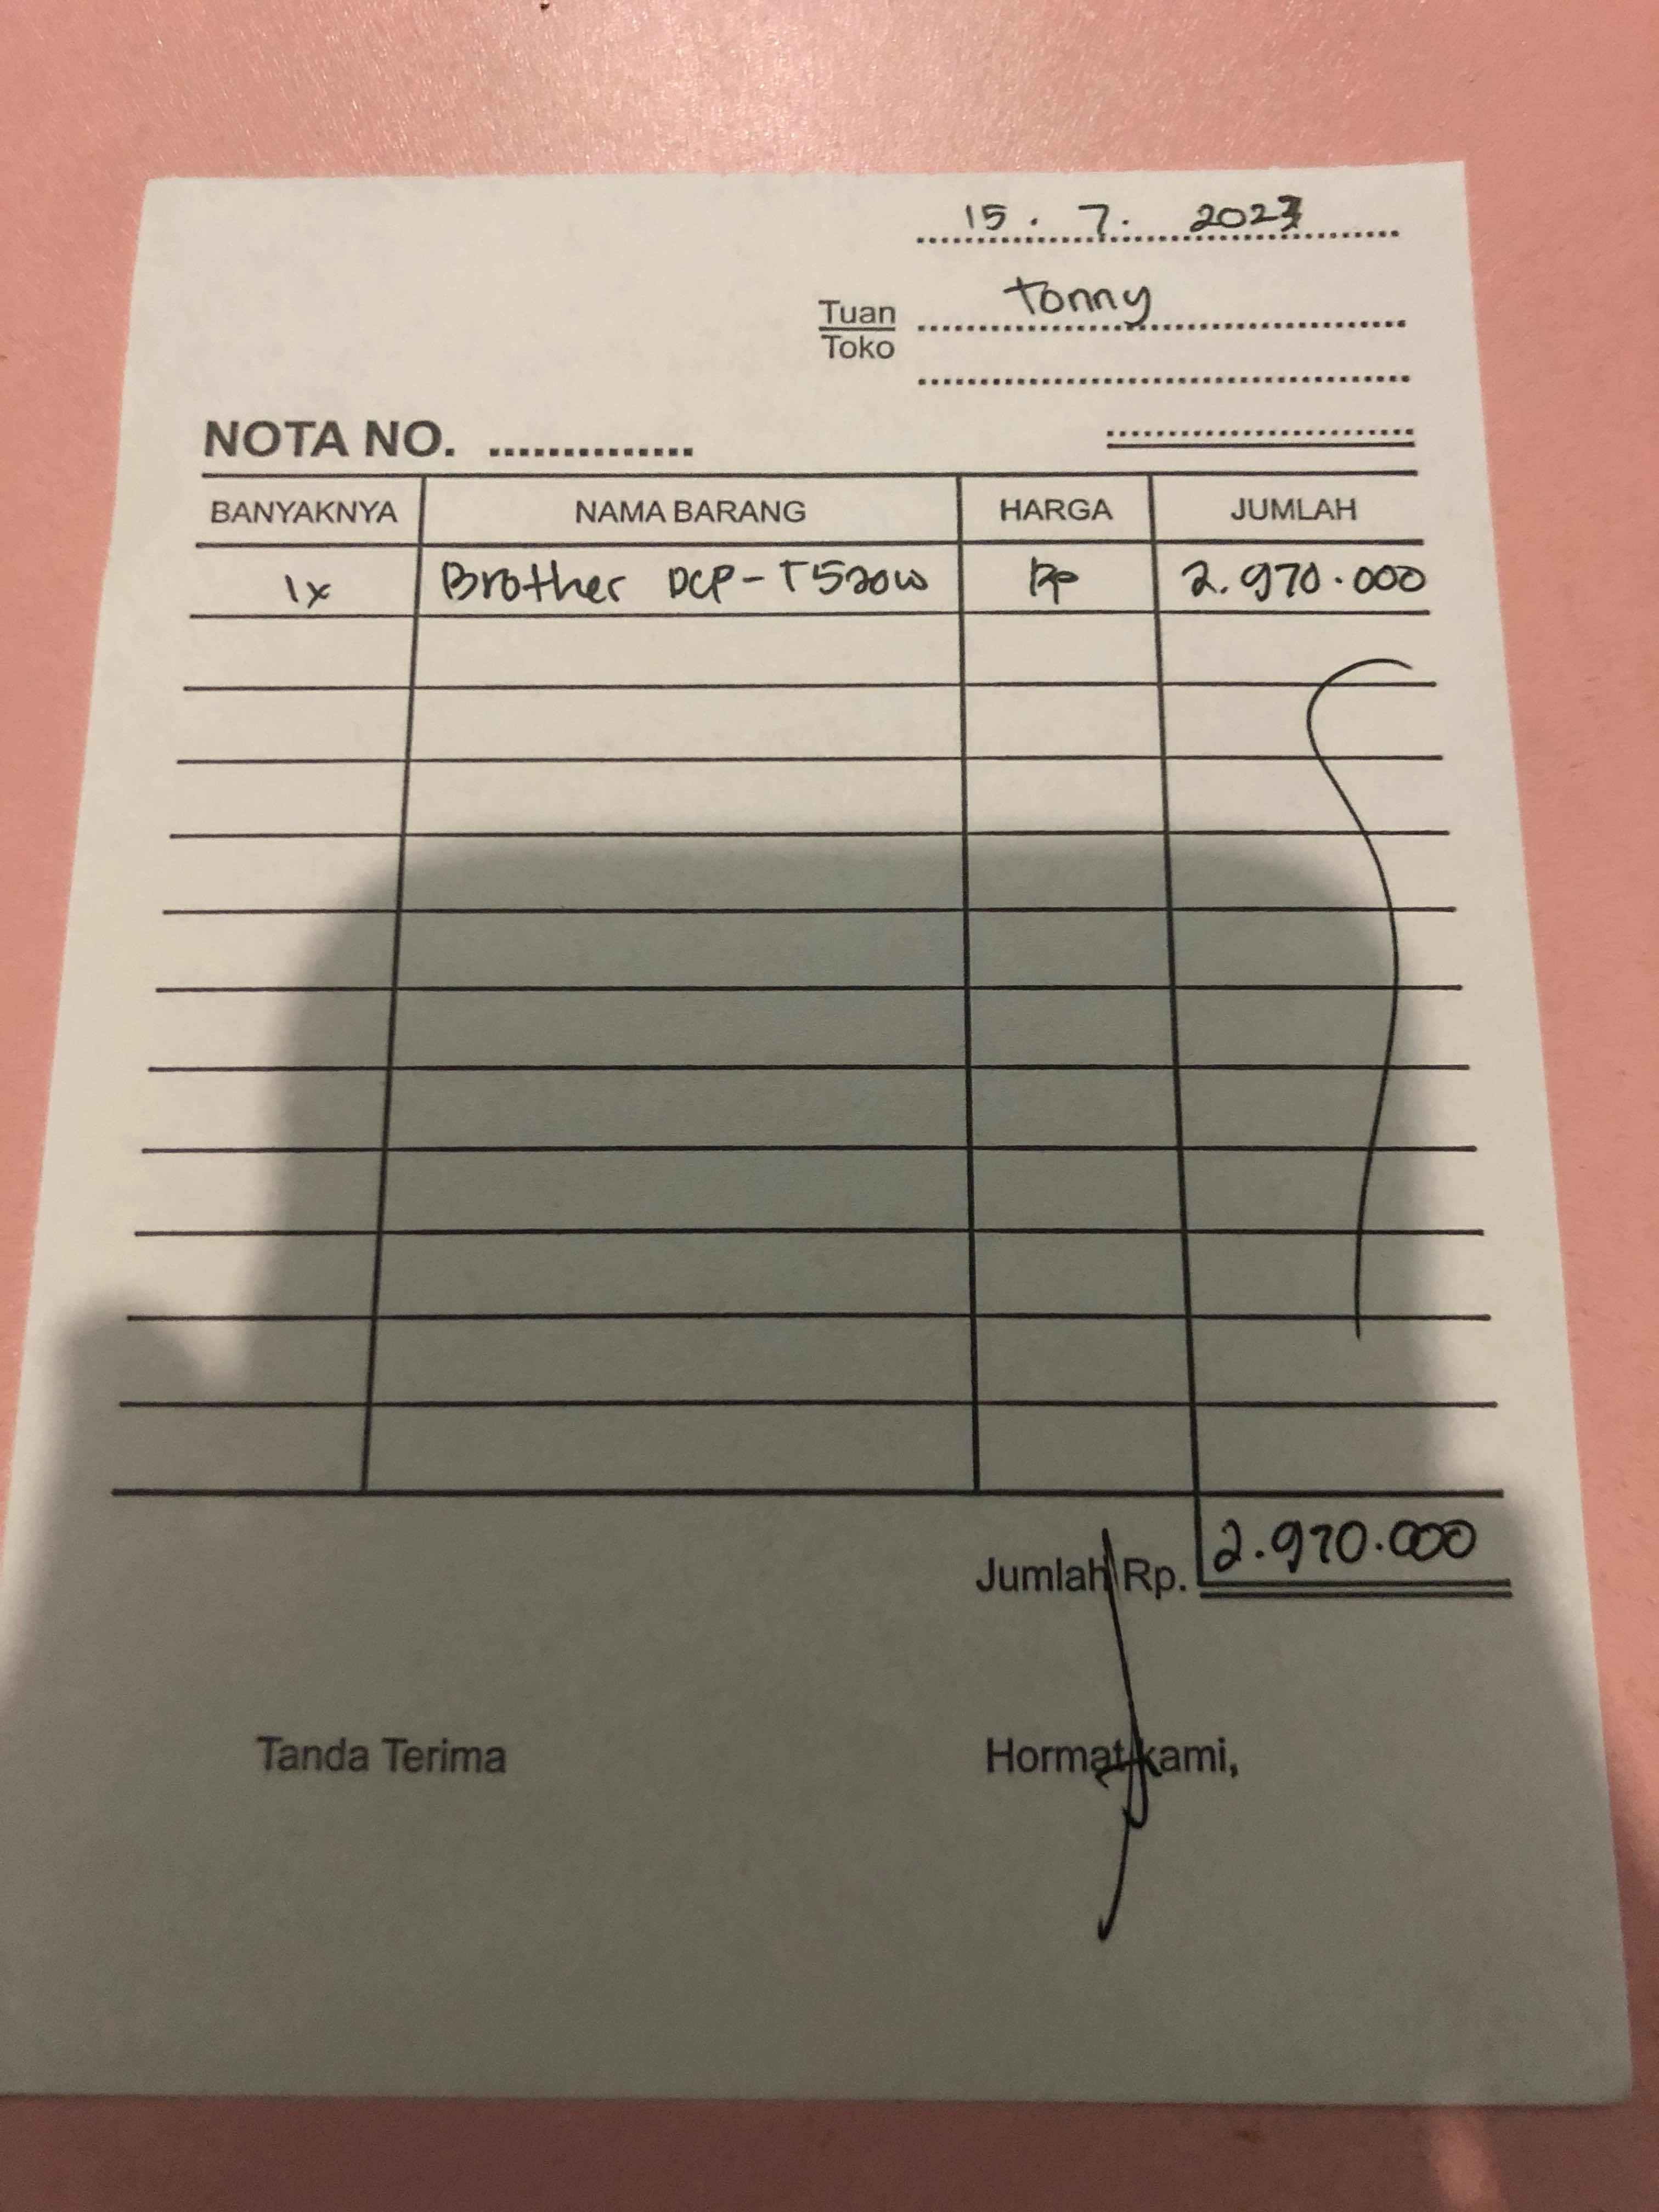 15 . 7. 2023
Tuan tonny
Toko
NOTA NO. ..............
BANYAKNYA NAMA BARANG HARGA JUMLAH
1x Brother DCP-T520W Rp 2.970.000
Jumlah Rp. 2.970.000
Tanda Terima Hormat kami,